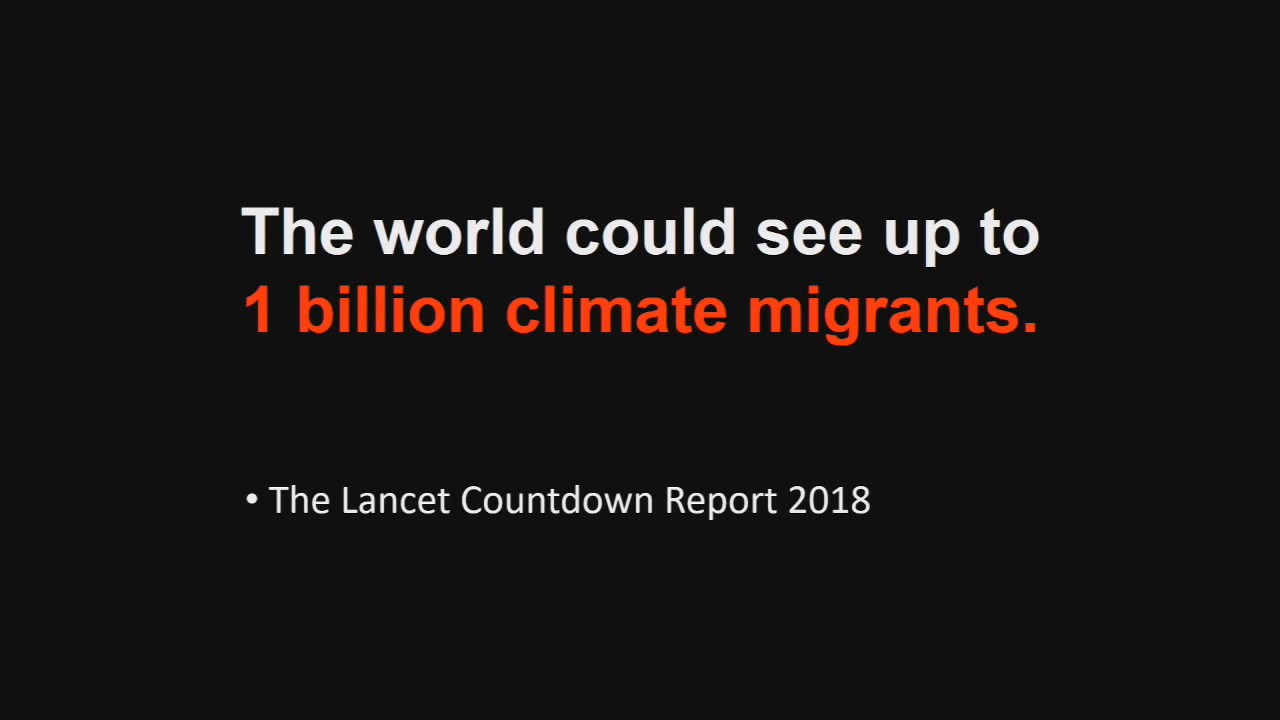 The world could see up to
1 billion climate migrants.
• The Lancet Countdown Report 2018